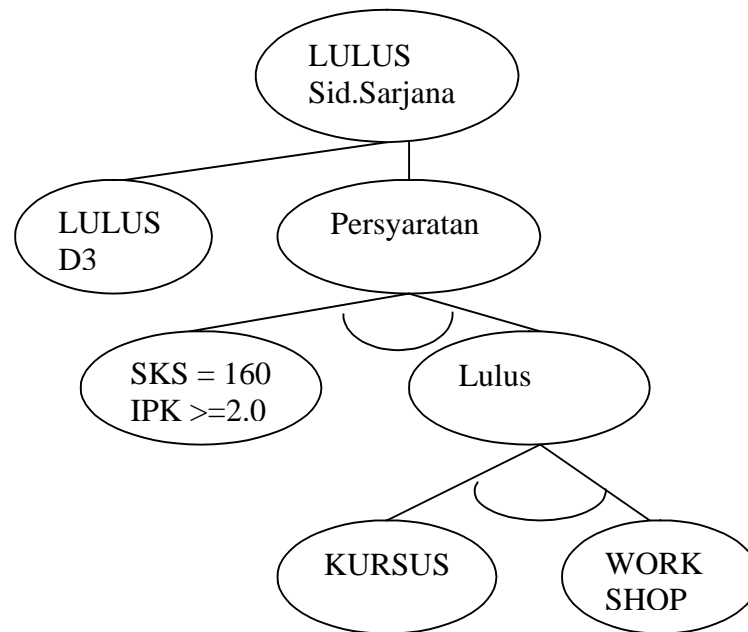 LULUS
Sid.Sarjana
LULUS
D3
Persyaratan
SKS = 160
IPK >=2.0
Lulus
KURSUS
WORK
SHOP